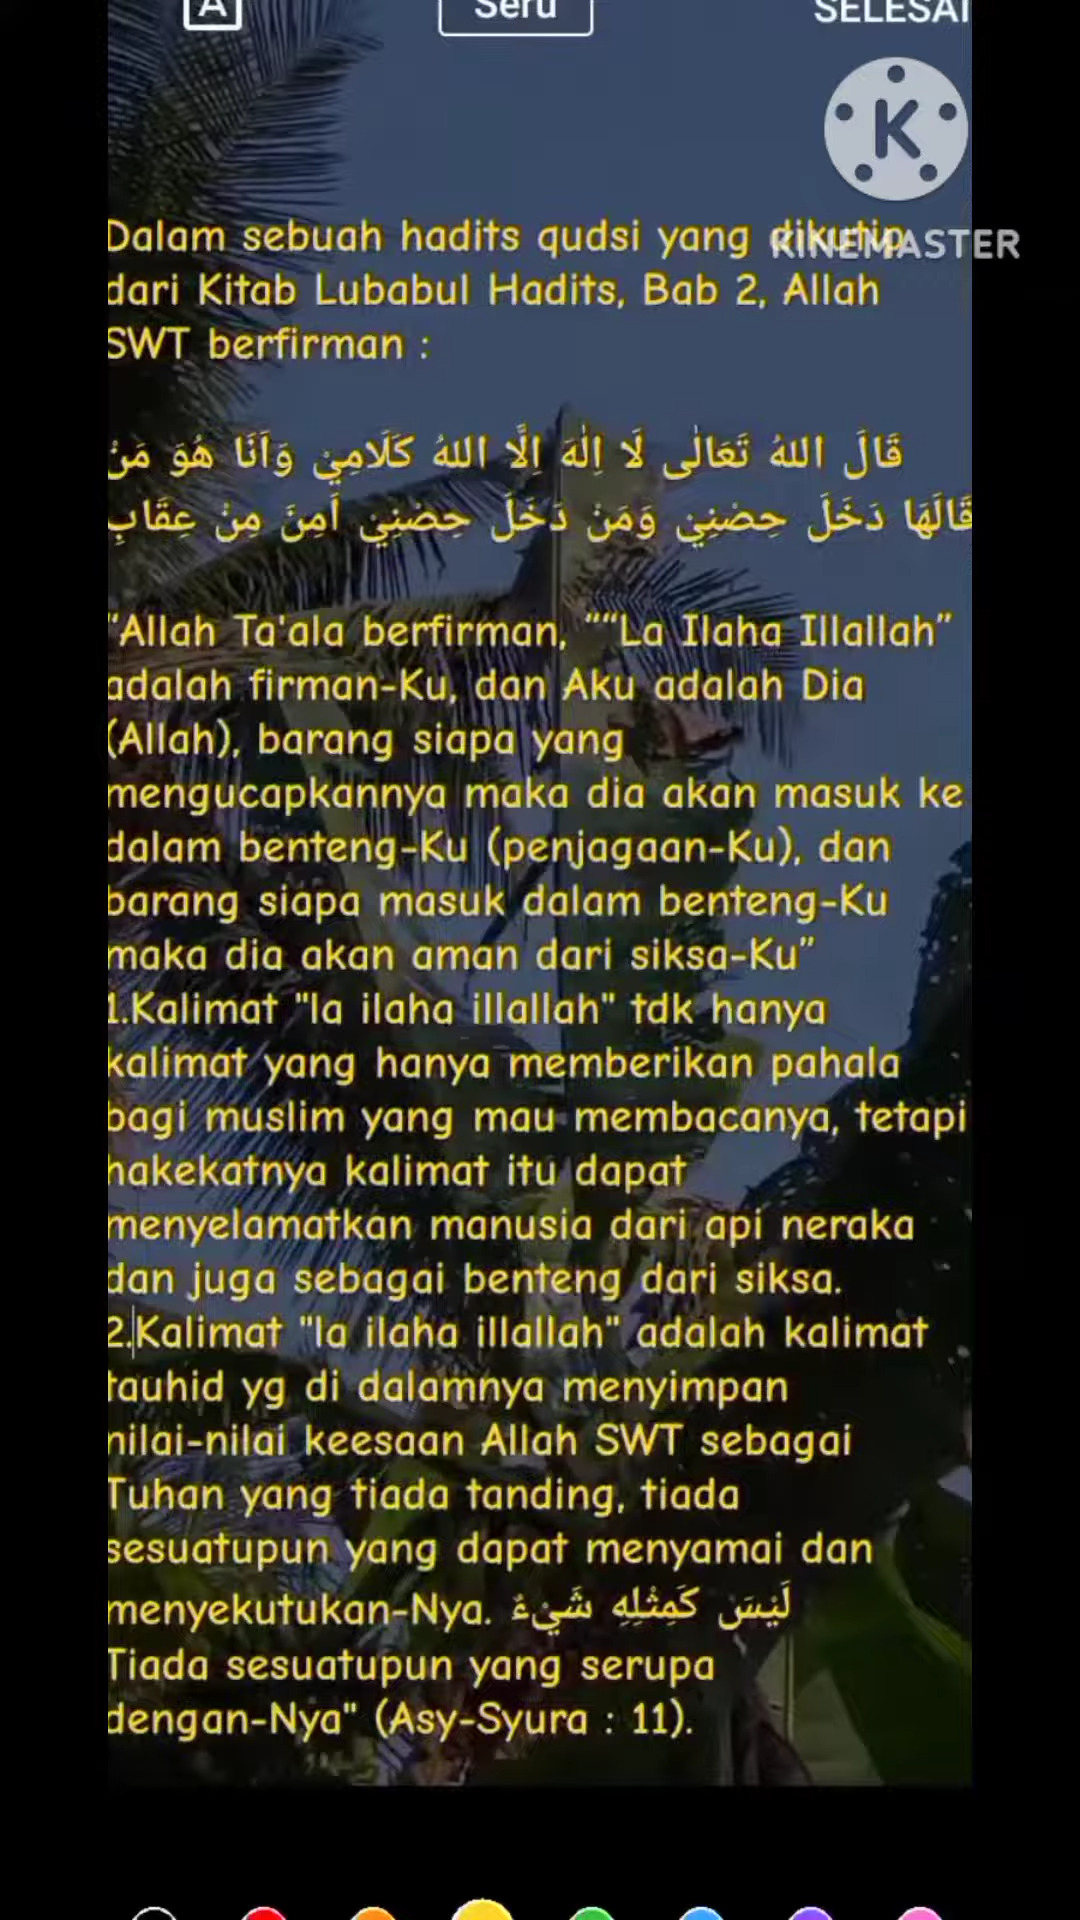 A
Seru
SELESAI
K
KINEMASTER
Dalam sebuah hadits qudsi yang dikutip
dari Kitab Lubabul Hadits, Bab 2, Allah
SWT berfirman :
قَالَ اللهُ تَعَالٰى لَا اِلٰهَ اِلَّا اللهُ كَلَامِيْ وَاَنَا هُوَ مَنْ
قَالَهَا دَخَلَ حِصْنِيْ وَمَنْ دَخَلَ حِصْنِيْ اَمِنَ مِنْ عِقَابِ
"Allah Ta'ala berfirman, ““La Ilaha Illallah”
adalah firman-Ku, dan Aku adalah Dia
(Allah), barang siapa yang
mengucapkannya maka dia akan masuk ke
dalam benteng-Ku (penjagaan-Ku), dan
barang siapa masuk dalam benteng-Ku
maka dia akan aman dari siksa-Ku”
1.Kalimat "la ilaha illallah" tdk hanya
kalimat yang hanya memberikan pahala
bagi muslim yang mau membacanya, tetapi
hakekatnya kalimat itu dapat
menyelamatkan manusia dari api neraka
dan juga sebagai benteng dari siksa.
2.Kalimat "la ilaha illallah" adalah kalimat
tauhid yg di dalamnya menyimpan
nilai-nilai keesaan Allah SWT sebagai
Tuhan yang tiada tanding, tiada
sesuatupun yang dapat menyamai dan
menyekutukan-Nya. لَيْسَ كَمِثْلِهِ شَيْءٌ
Tiada sesuatupun yang serupa
dengan-Nya" (Asy-Syura : 11).